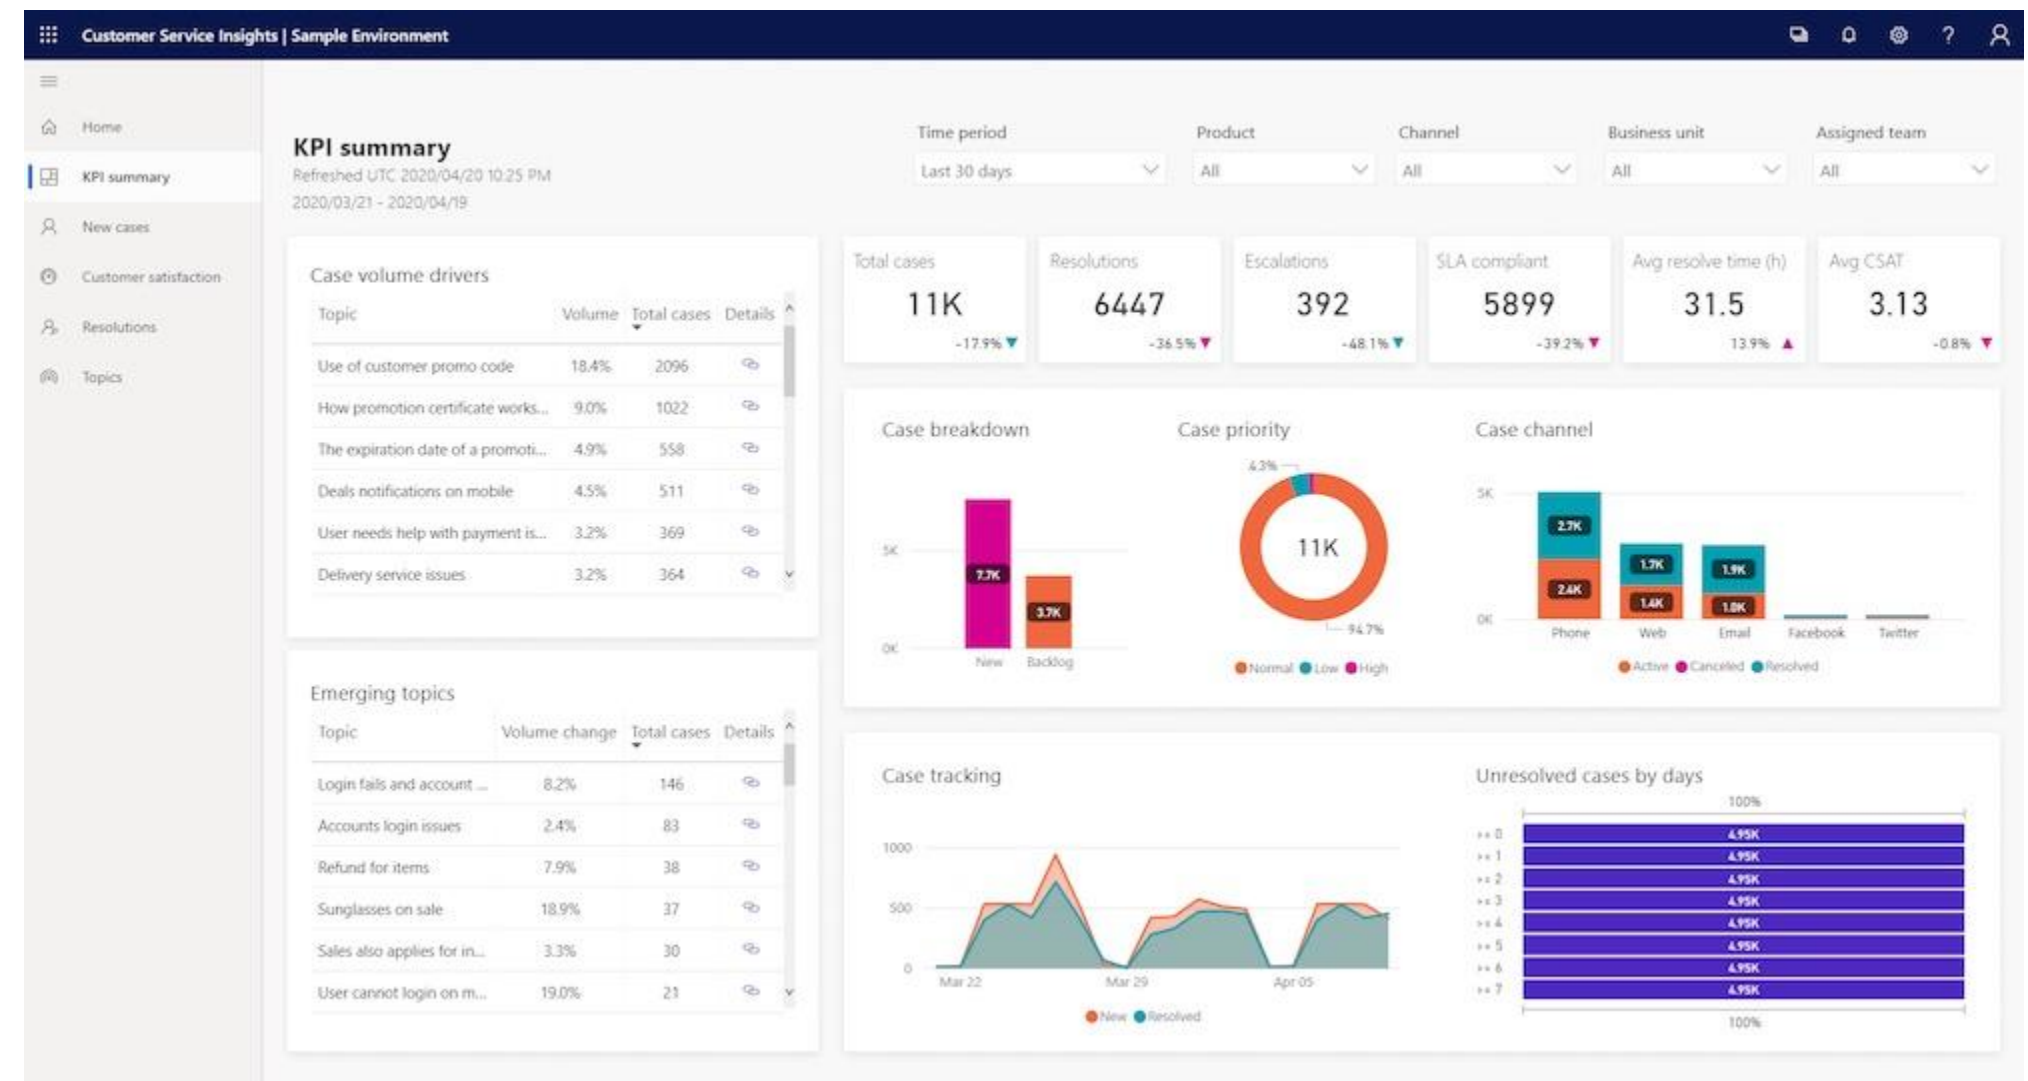 Customer Service Insights | Sample Environment
?
Home
KPI summary
New cases
Customer satisfaction
Resolutions
Topics
KPI summary
Refreshed UTC 2020/04/20 10:25 PM
2020/03/21 - 2020/04/19
Time period
Last 30 days
Product
All
Channel
All
Business unit
All
Assigned team
All
Case volume drivers
Topic Volume Total cases Details
Use of customer promo code 18.4% 2096
How promotion certificate works... 9.0% 1022
The expiration date of a promoti... 4.9% 558
Deals notifications on mobile 4.5% 511
User needs help with payment is... 3.2% 369
Delivery service issues 3.2% 364
Emerging topics
Topic Volume change Total cases Details
Login fails and account ... 8.2% 146
Accounts login issues 2.4% 83
Refund for items 7.9% 38
Sunglasses on sale 18.9% 37
Sales also applies for in... 3.3% 30
User cannot login on m... 19.0% 21
Total cases
11K
-17.9%
Resolutions
6447
-36.5%
Escalations
392
-48.1%
SLA compliant
5899
-39.2%
Avg resolve time (h)
31.5
13.9%
Avg CSAT
3.13
-0.8%
Case breakdown
5K
0K
7.7K
3.7K
New Backlog
Case priority
4.3%
11K
94.7%
Normal Low High
Case channel
5K
0K
2.7K
2.4K
1.7K
1.4K
1.9K
1.0K
Phone Web Email Facebook Twitter
Active Canceled Resolved
Case tracking
1000
500
0
Mar 22 Mar 29 Apr 05
New Resolved
Unresolved cases by days
100%
>= 0 4.95K
>= 1 4.95K
>= 2 4.95K
>= 3 4.95K
>= 4 4.95K
>= 5 4.95K
>= 6 4.95K
>= 7 4.95K
100%